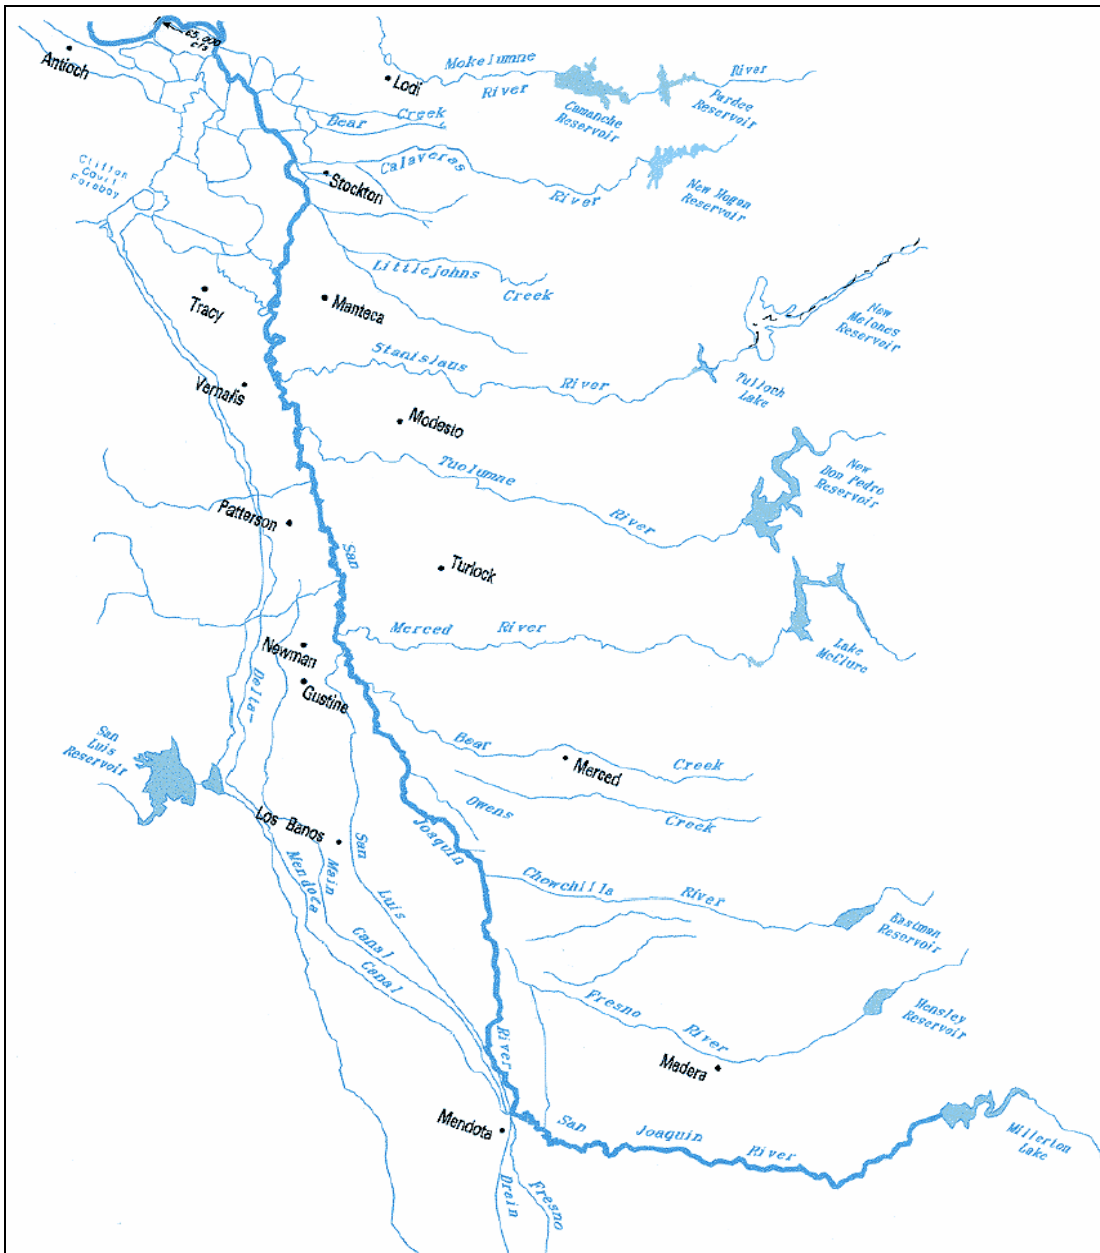 65,000
cfs
Antioch
Lodi
Mokelumne
River
River
Camanche
Reservoir
Pardee
Reservoir
Bear Creek
Calaveras
River
New Hogan
Reservoir
Clifton
Court
Forebay
Stockton
Littlejohns
Creek
Tracy
Manteca
New
Melones
Reservoir
Stanislaus
River
Tulloch
Lake
Vernalis
Modesto
Tuolumne
River
New
Don Pedro
Reservoir
Patterson
San
Turlock
Merced River
Lake
McClure
Newman
Gustine
Delta-
San
Luis
Reservoir
Bear
Creek
Merced
Owens
Creek
Los Banos
Joaquin
San
Luis
Main
Canal
Mendota
Canal
Chowchilla
River
Eastman
Reservoir
Fresno
River
Hensley
Reservoir
River
Madera
Mendota
San Joaquin River
Millerton
Lake
Drain
Fresno